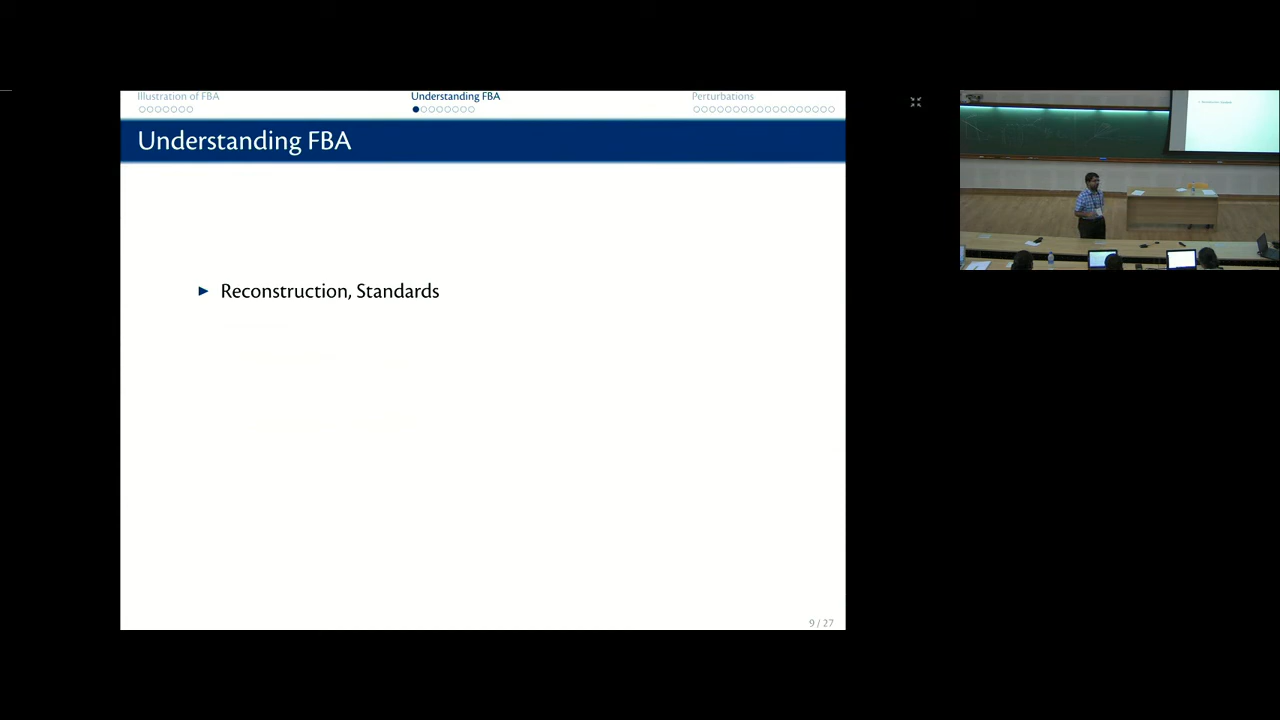 Illustration of FBA
Understanding FBA
Perturbations
Understanding FBA
Reconstruction, Standards
9 / 27